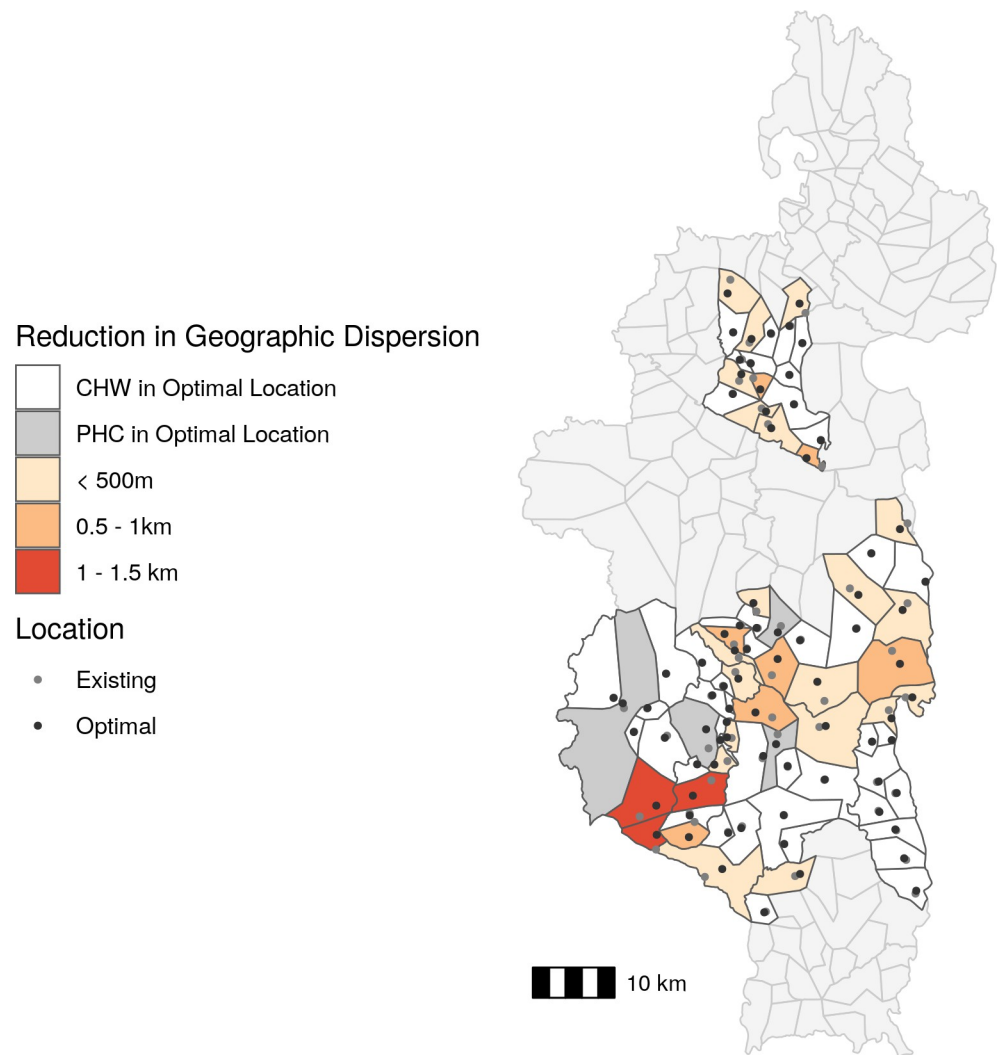 Reduction in Geographic Dispersion
CHW in Optimal Location
PHC in Optimal Location
< 500m
0.5 - 1km
1 - 1.5 km
Location
Existing
Optimal
10 km